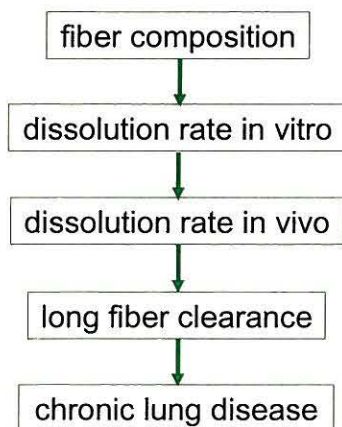 fiber composition
dissolution rate in vitro
dissolution rate in vivo
long fiber clearance
chronic lung disease